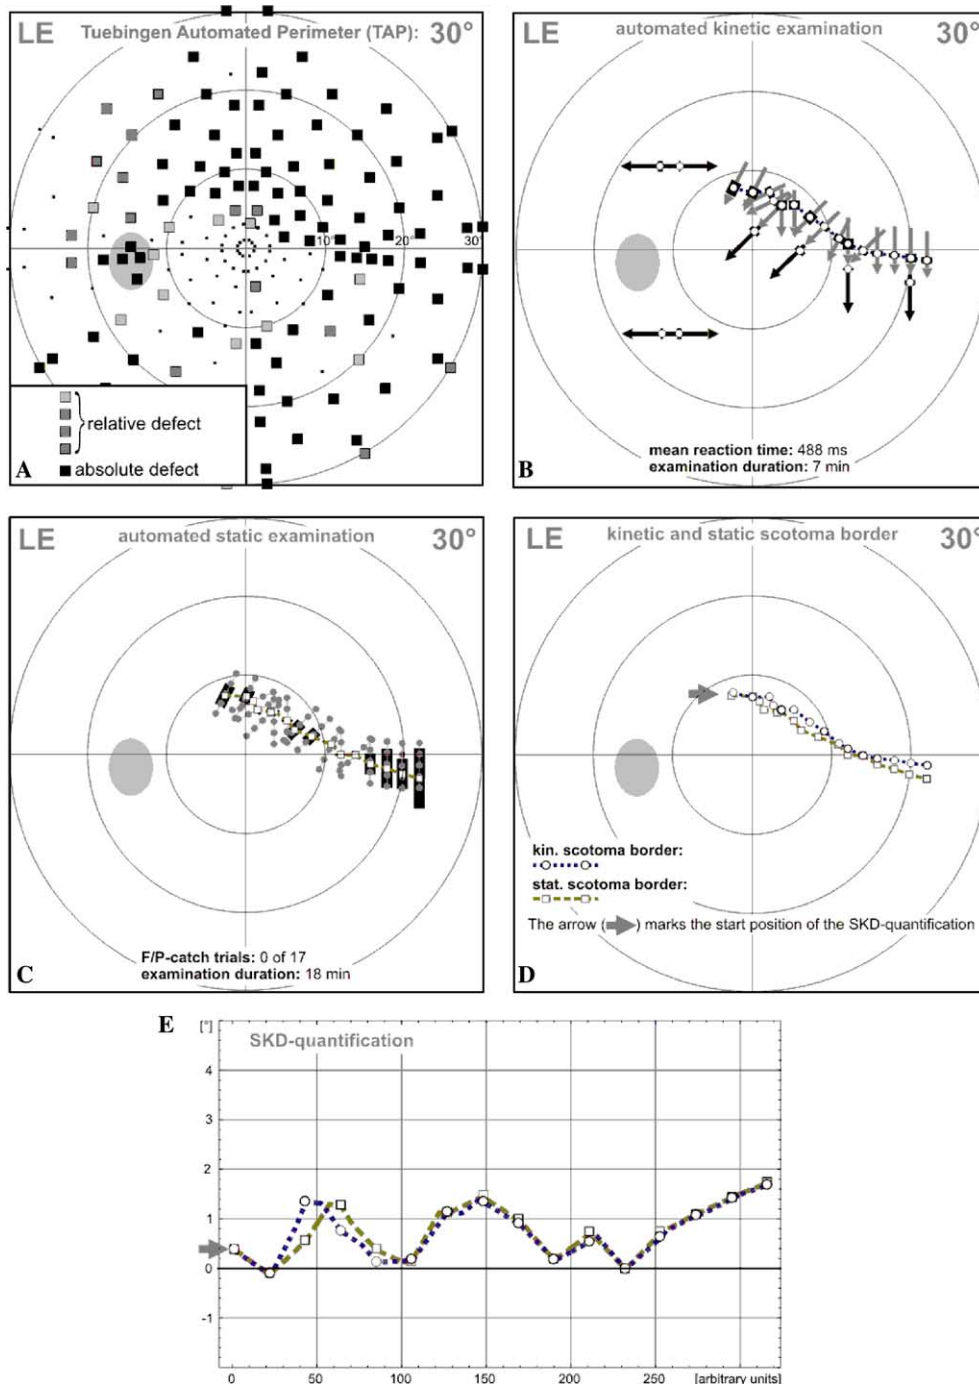 LE Tuebingen Automated Perimeter (TAP): 30°
10° 20° 30°
relative defect
absolute defect
A
LE automated kinetic examination 30°
mean reaction time: 488 ms
examination duration: 7 min
B
LE automated static examination 30°
F/P-catch trials: 0 of 17
examination duration: 18 min
C
LE kinetic and static scotoma border 30°
kin. scotoma border:
stat. scotoma border:
The arrow ( ) marks the start position of the SKD-quantification
D
E
[°]
SKD-quantification
4
3
2
1
0
-1
0 50 100 150 200 250 [arbitrary units]